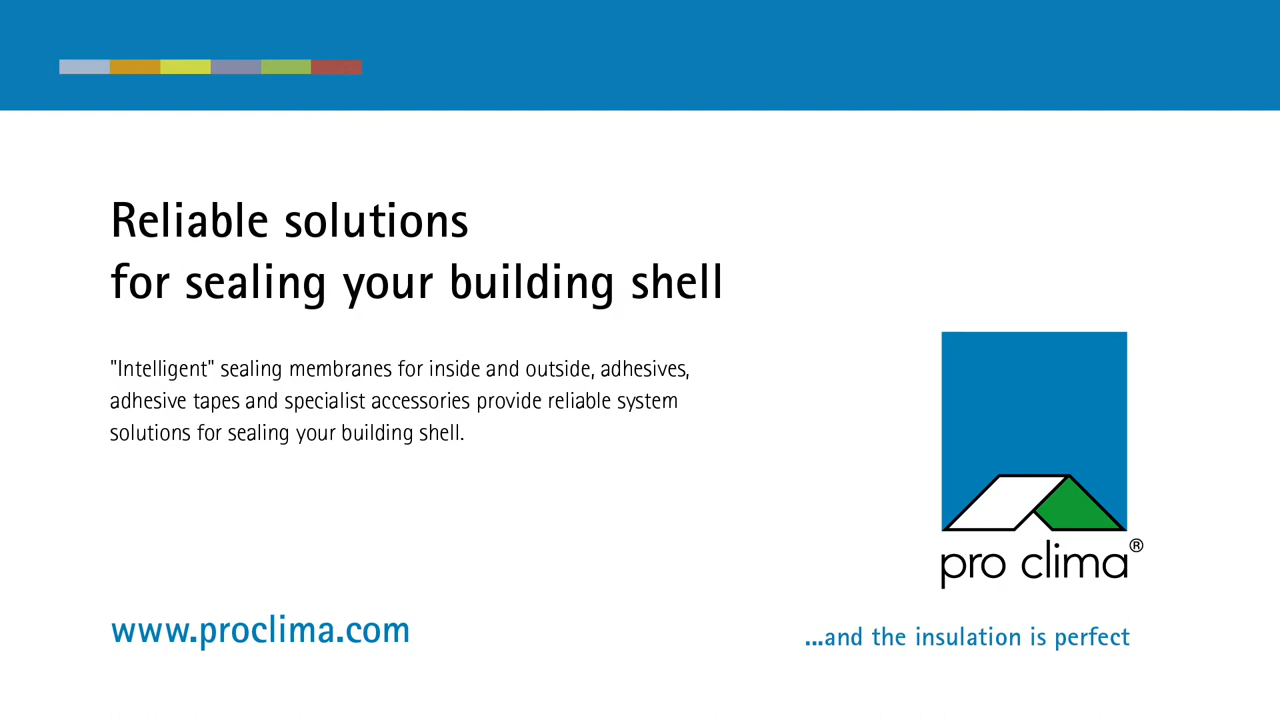 Reliable solutions
for sealing your building shell
"Intelligent" sealing membranes for inside and outside, adhesives,
adhesive tapes and specialist accessories provide reliable system
solutions for sealing your building shell.
pro clima®
www.proclima.com
...and the insulation is perfect